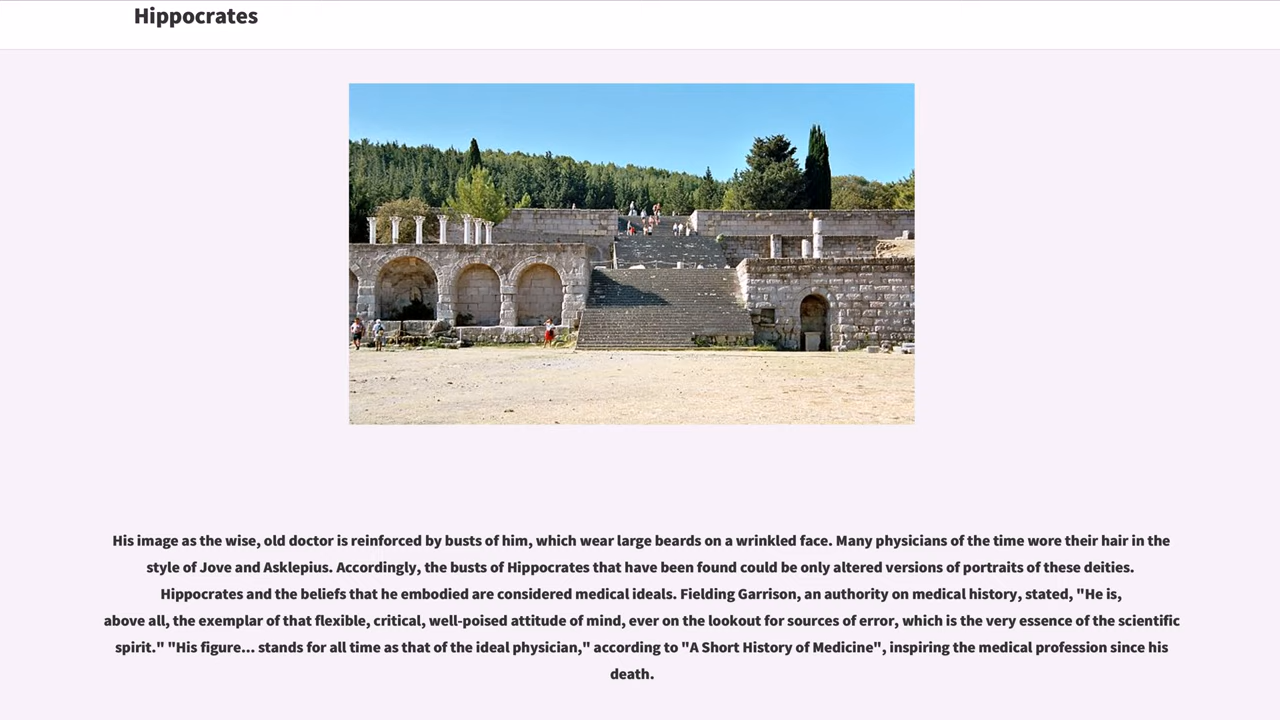 Hippocrates
His image as the wise, old doctor is reinforced by busts of him, which wear large beards on a wrinkled face. Many physicians of the time wore their hair in the
style of Jove and Asklepius. Accordingly, the busts of Hippocrates that have been found could be only altered versions of portraits of these deities.
Hippocrates and the beliefs that he embodied are considered medical ideals. Fielding Garrison, an authority on medical history, stated, "He is,
above all, the exemplar of that flexible, critical, well-poised attitude of mind, ever on the lookout for sources of error, which is the very essence of the scientific
spirit." "His figure... stands for all time as that of the ideal physician," according to "A Short History of Medicine", inspiring the medical profession since his
death.